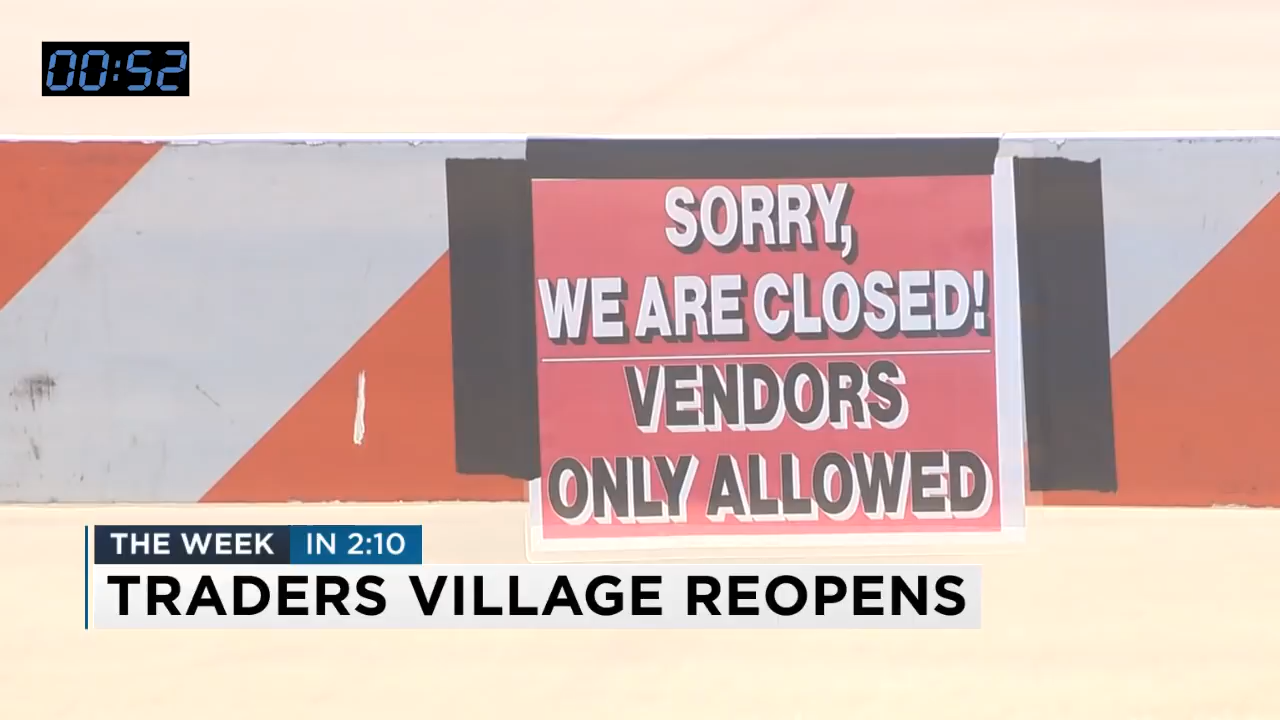 00:52
SORRY,
WE ARE CLOSED!
VENDORS
ONLY ALLOWED
THE WEEK IN 2:10
TRADERS VILLAGE REOPENS